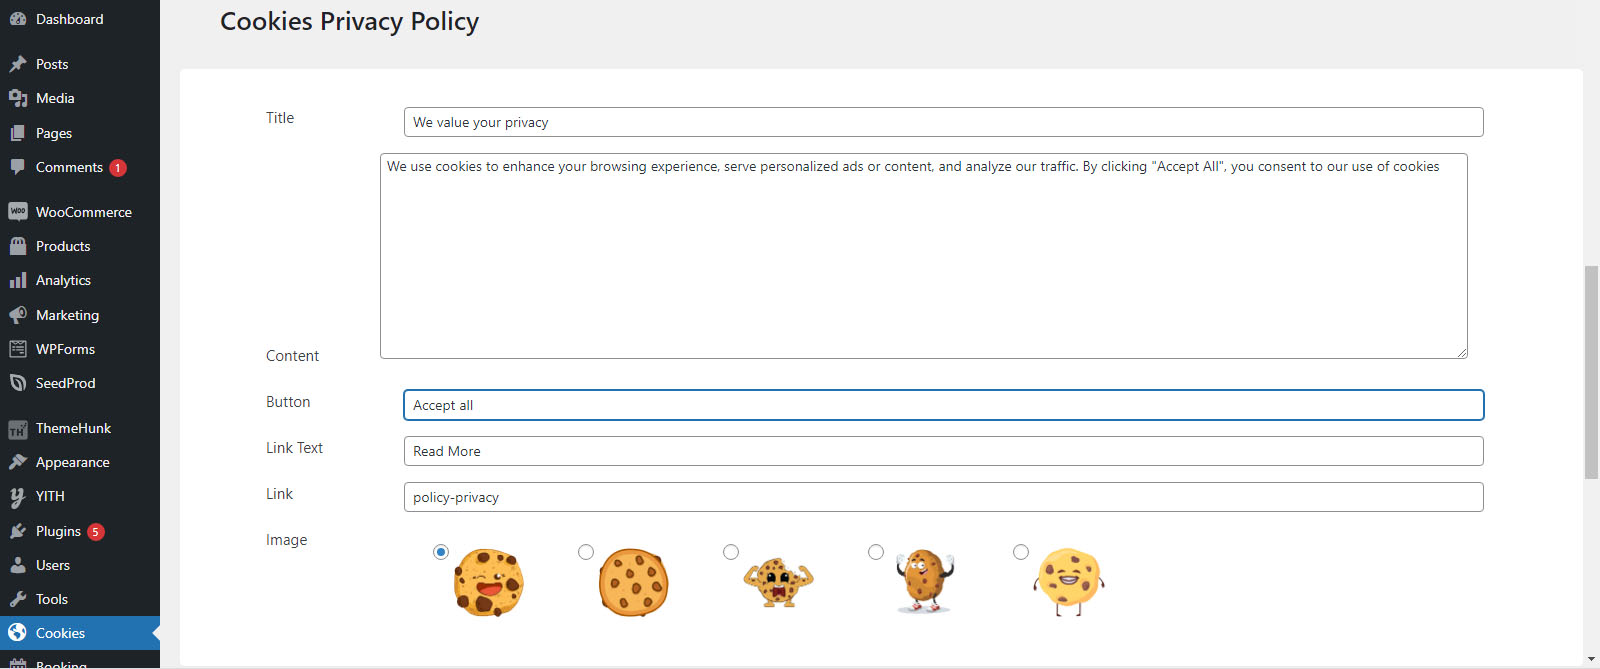 Dashboard
Posts
Media
Pages
Comments 1
WooCommerce
Products
Analytics
Marketing
WPForms
SeedProd
ThemeHunk
Appearance
YITH
Plugins 5
Users
Tools
Cookies
Booking
Cookies Privacy Policy
Title
We value your privacy
We use cookies to enhance your browsing experience, serve personalized ads or content, and analyze our traffic. By clicking "Accept All", you consent to our use of cookies
Content
Button
Accept all
Link Text
Read More
Link
policy-privacy
Image